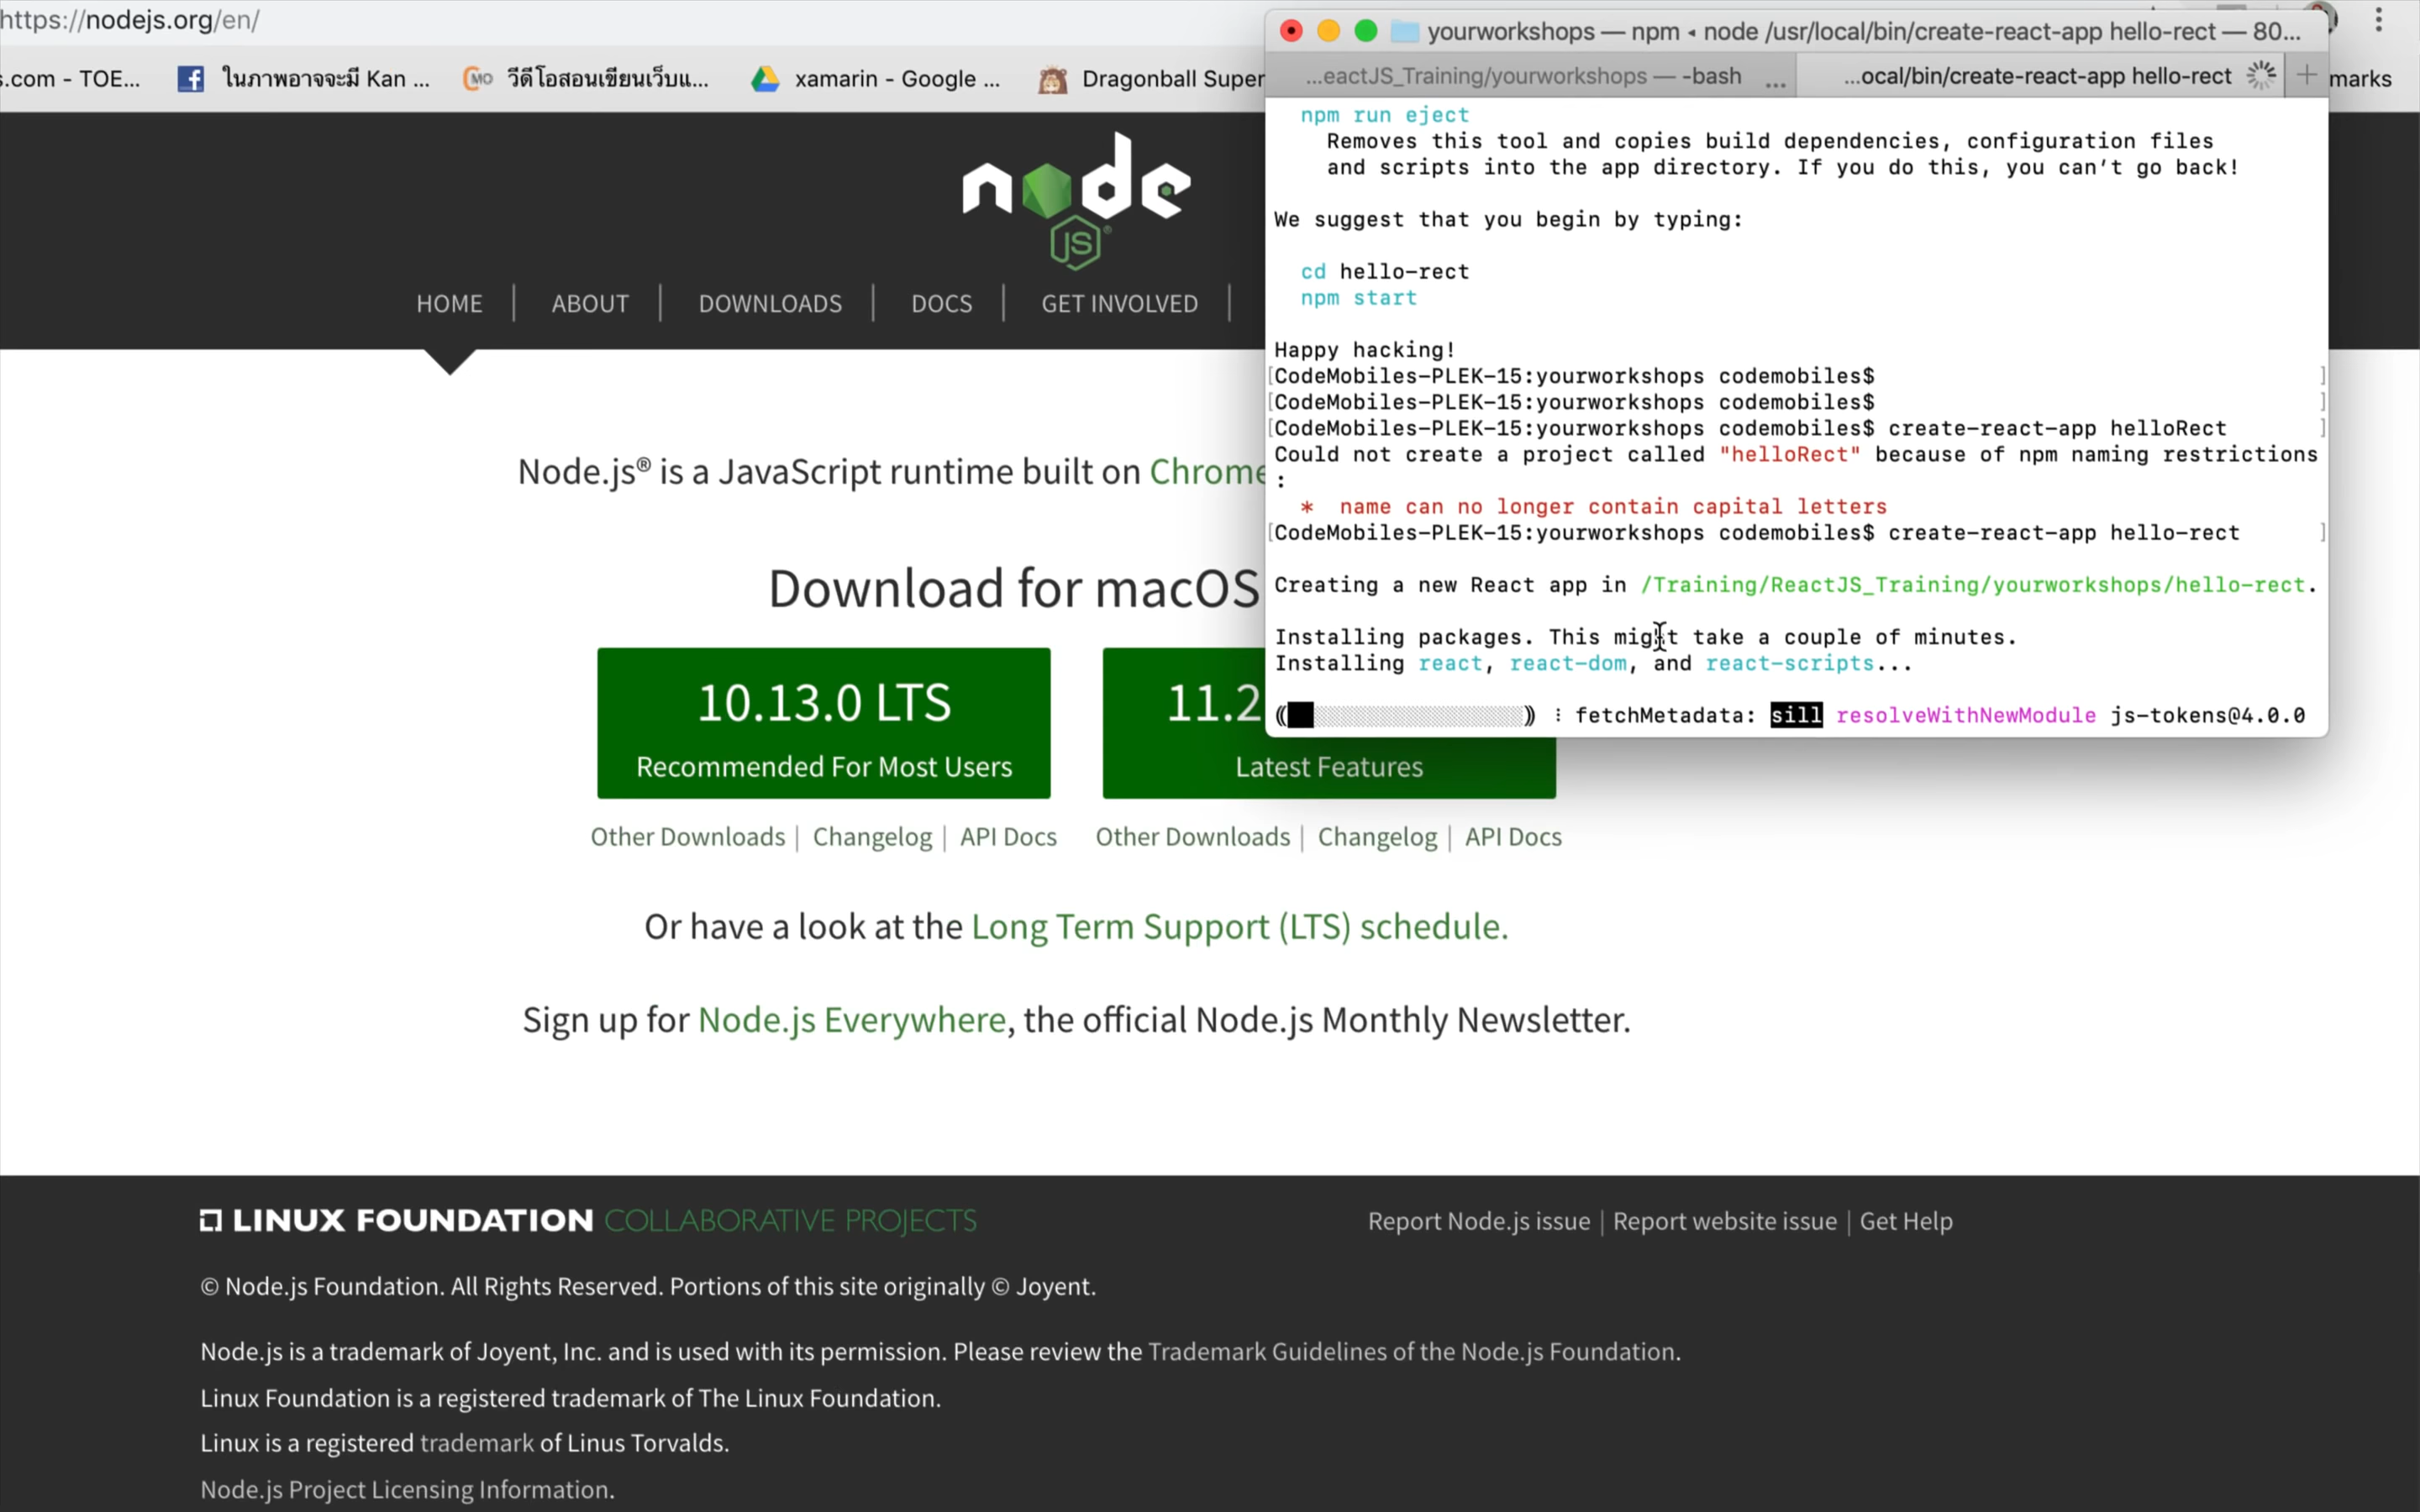 https://nodejs.org/en/
s.com - TOE...
ในภาพอาจจะมี Kan ...
วีดีโอสอนเขียนเว็บแ...
xamarin - Google ...
Dragonball Super
marks
node
JS
HOME
ABOUT
DOWNLOADS
DOCS
GET INVOLVED
Node.js® is a JavaScript runtime built on Chrome
Download for macOS
10.13.0 LTS
Recommended For Most Users
11.2
Latest Features
Other Downloads | Changelog | API Docs
Other Downloads | Changelog | API Docs
Or have a look at the Long Term Support (LTS) schedule.
Sign up for Node.js Everywhere, the official Node.js Monthly Newsletter.
LINUX FOUNDATION COLLABORATIVE PROJECTS
Report Node.js issue | Report website issue | Get Help
© Node.js Foundation. All Rights Reserved. Portions of this site originally © Joyent.
Node.js is a trademark of Joyent, Inc. and is used with its permission. Please review the Trademark Guidelines of the Node.js Foundation.
Linux Foundation is a registered trademark of The Linux Foundation.
Linux is a registered trademark of Linus Torvalds.
Node.js Project Licensing Information.
yourworkshops — npm ◂ node /usr/local/bin/create-react-app hello-rect — 80...
...eactJS_Training/yourworkshops — -bash ...
...ocal/bin/create-react-app hello-rect
npm run eject
Removes this tool and copies build dependencies, configuration files
and scripts into the app directory. If you do this, you can’t go back!
We suggest that you begin by typing:
cd hello-rect
npm start
Happy hacking!
[CodeMobiles-PLEK-15:yourworkshops codemobiles$ ]
[CodeMobiles-PLEK-15:yourworkshops codemobiles$ ]
[CodeMobiles-PLEK-15:yourworkshops codemobiles$ create-react-app helloRect ]
Could not create a project called "helloRect" because of npm naming restrictions
:
* name can no longer contain capital letters
[CodeMobiles-PLEK-15:yourworkshops codemobiles$ create-react-app hello-rect ]
Creating a new React app in /Training/ReactJS_Training/yourworkshops/hello-rect.
Installing packages. This might take a couple of minutes.
Installing react, react-dom, and react-scripts...
⸨█░░░░░░░░░⸩ ⸽ fetchMetadata: sill resolveWithNewModule js-tokens@4.0.0